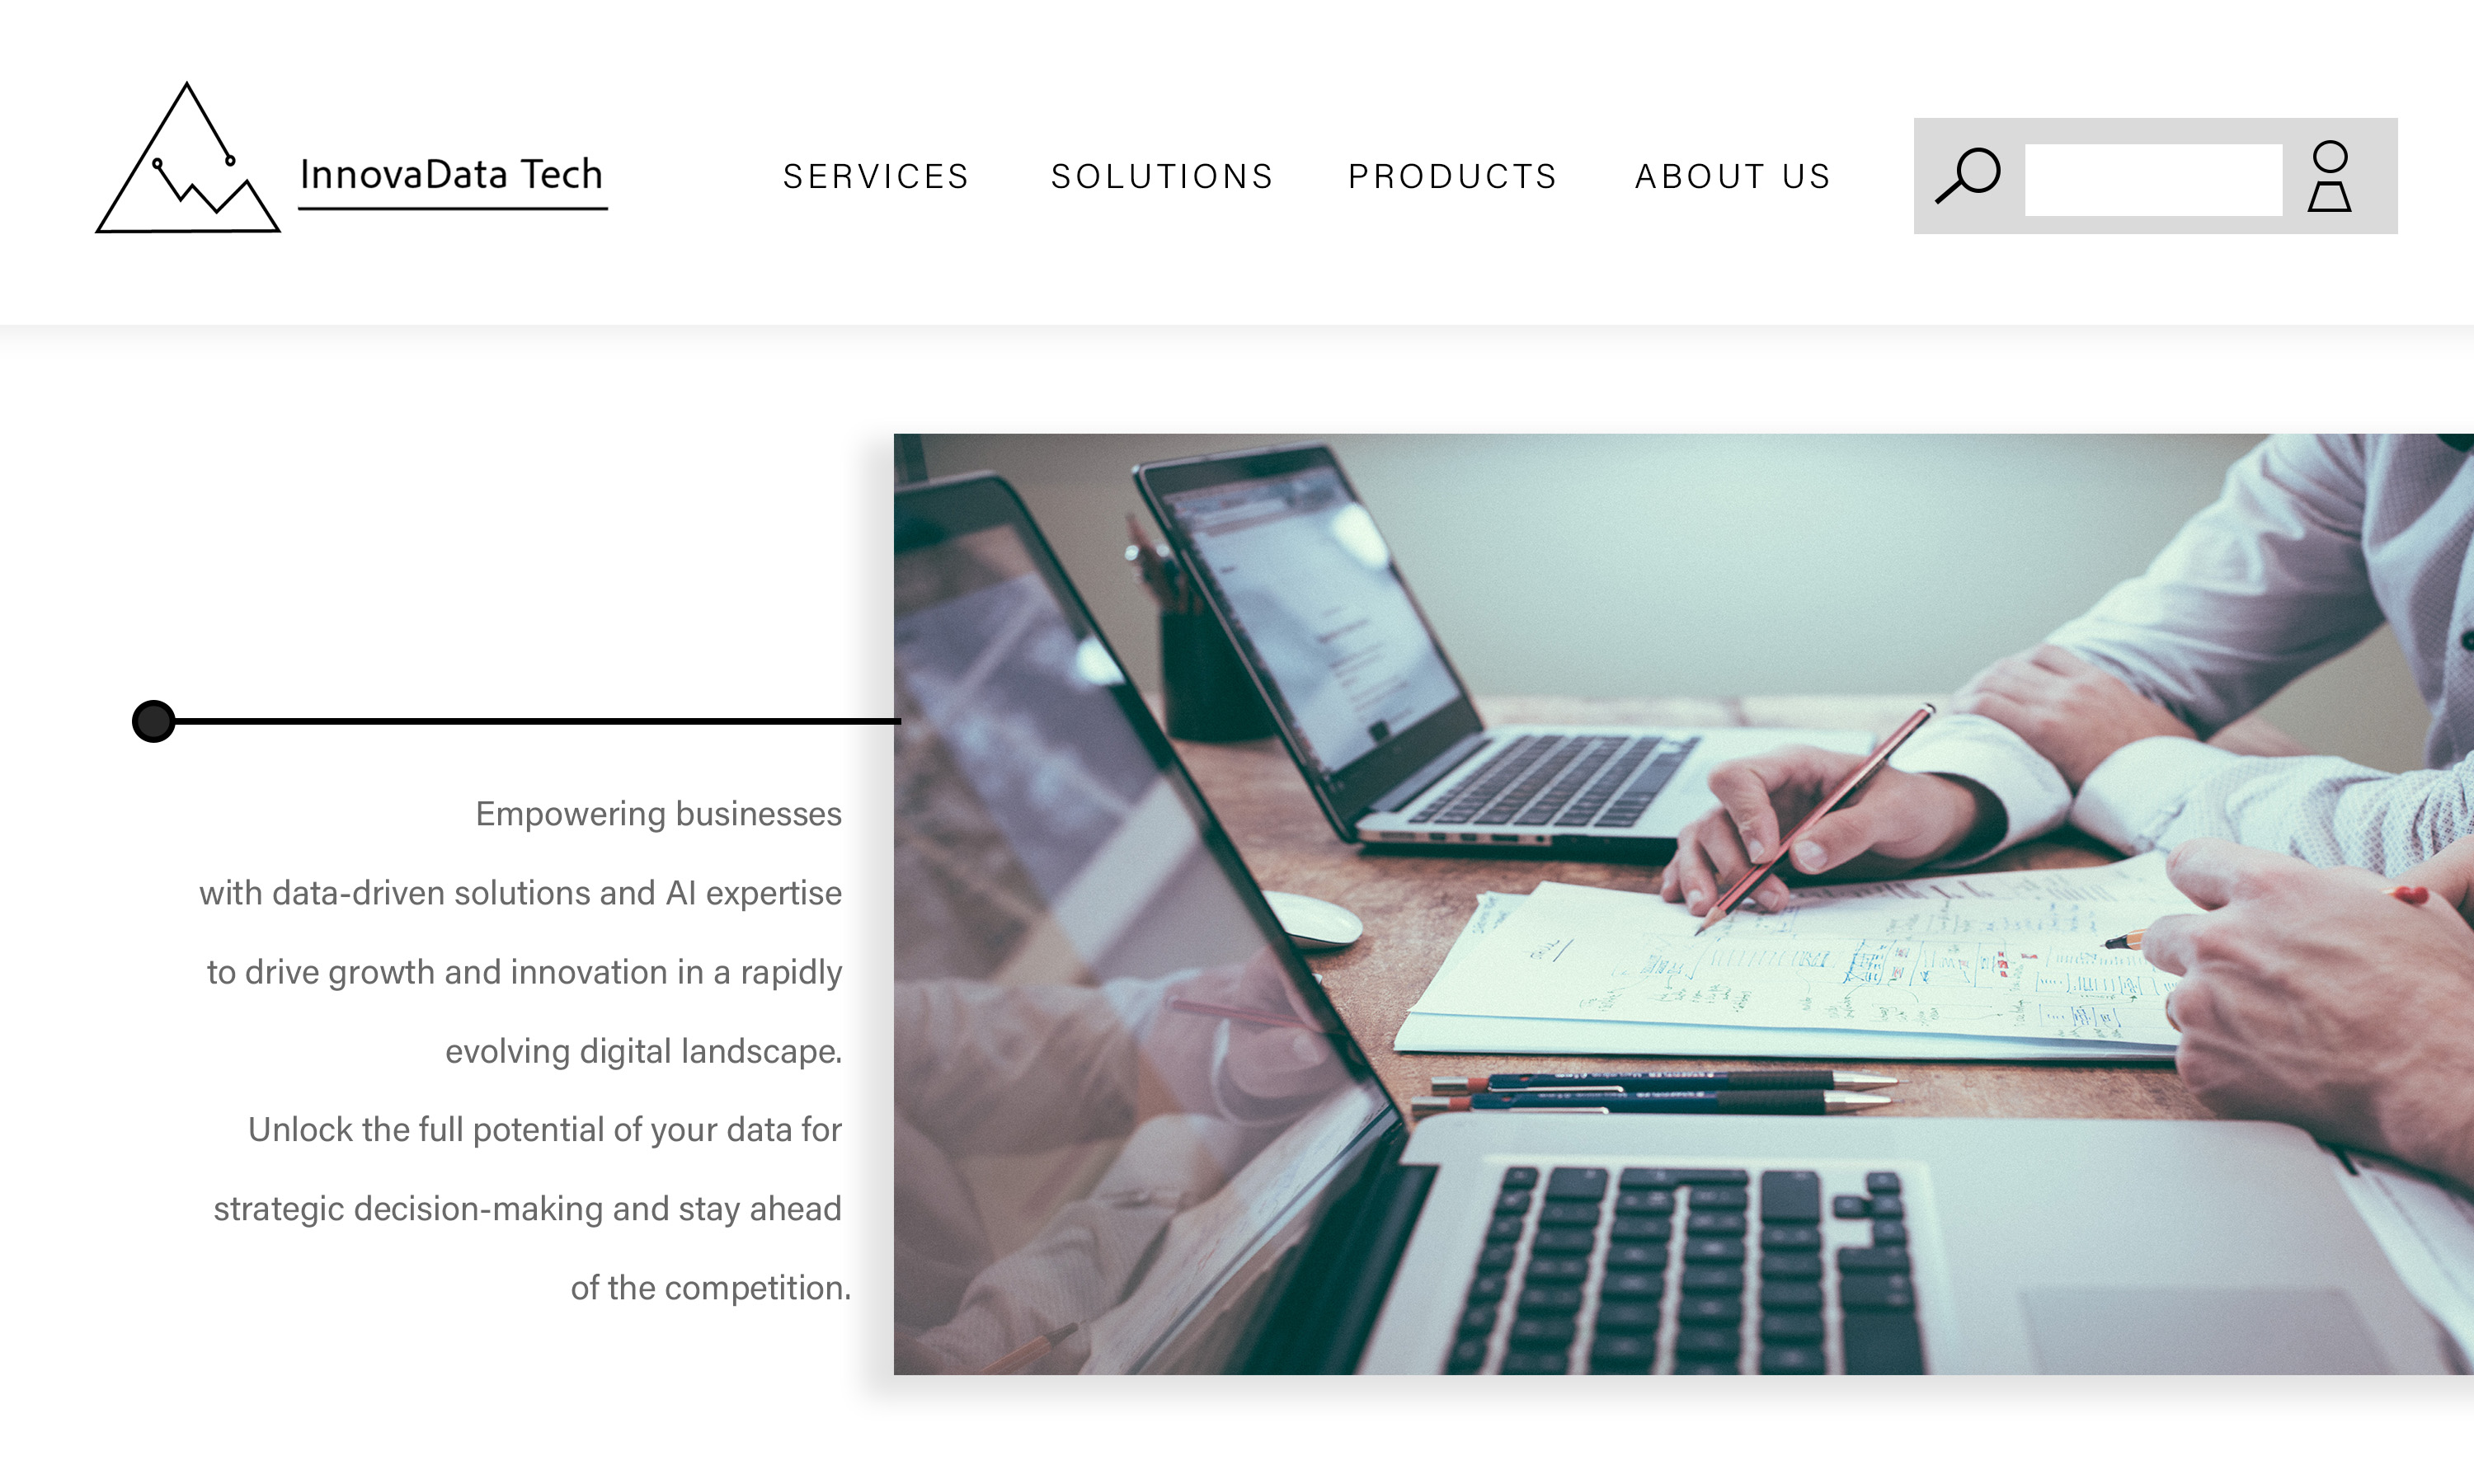 InnovaData Tech
SERVICES
SOLUTIONS
PRODUCTS
ABOUT US
Empowering businesses
with data-driven solutions and AI expertise
to drive growth and innovation in a rapidly
evolving digital landscape.
Unlock the full potential of your data for
strategic decision-making and stay ahead
of the competition.